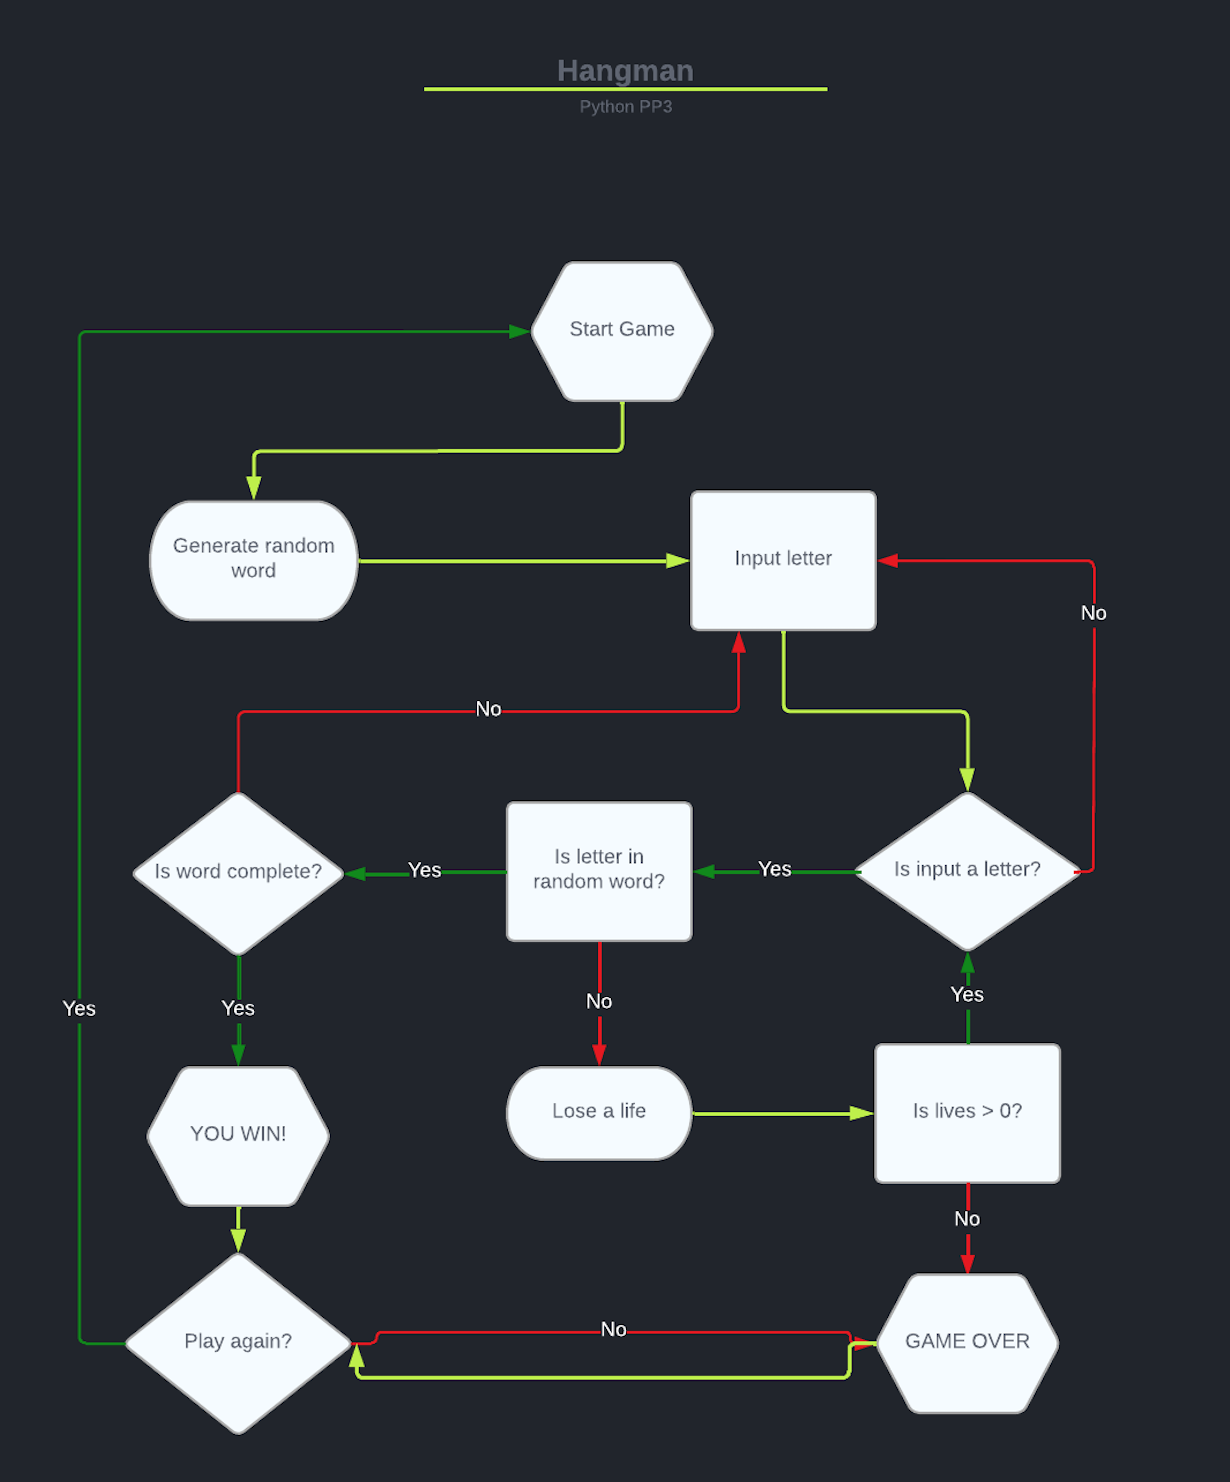 Hangman
Python PP3
Start Game
Generate random
word
Input letter
No
No
Is word complete?
Yes
Is letter in
random word?
Yes
Is input a letter?
Yes
Yes
No
Yes
YOU WIN!
Lose a life
Is lives > 0?
No
Play again?
No
GAME OVER